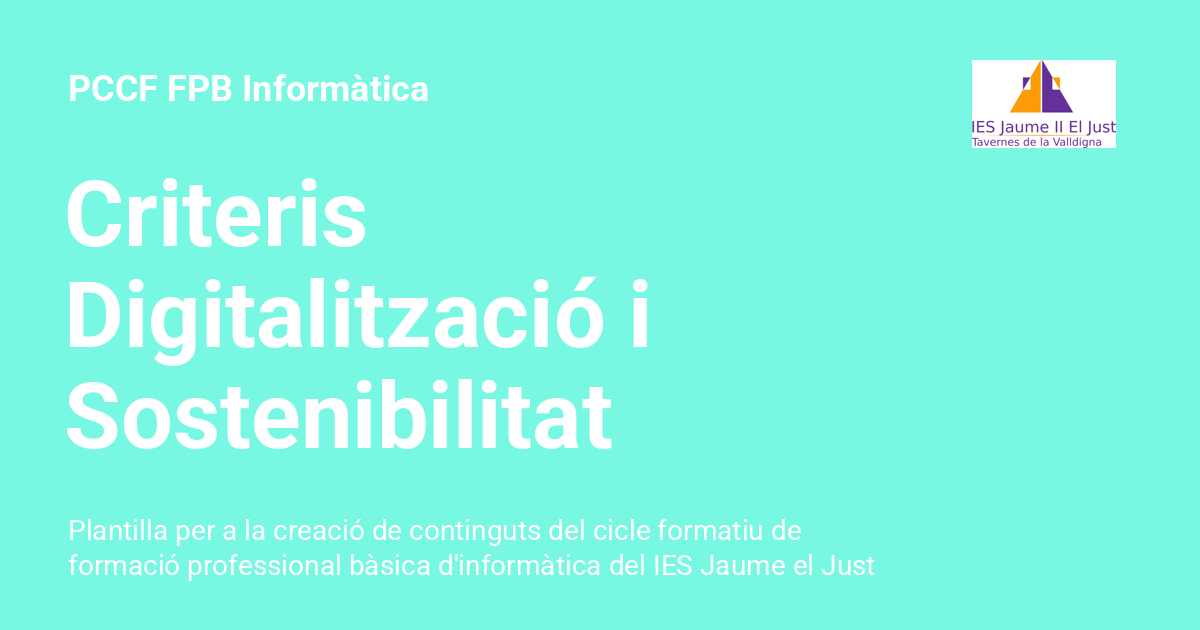 PCCF FPB Informàtica
IES Jaume II El Just
Tavernes de la Valldigna
Criteris
Digitalització i
Sostenibilitat
Plantilla per a la creació de continguts del cicle formatiu de
formació professional bàsica d'informàtica del IES Jaume el Just